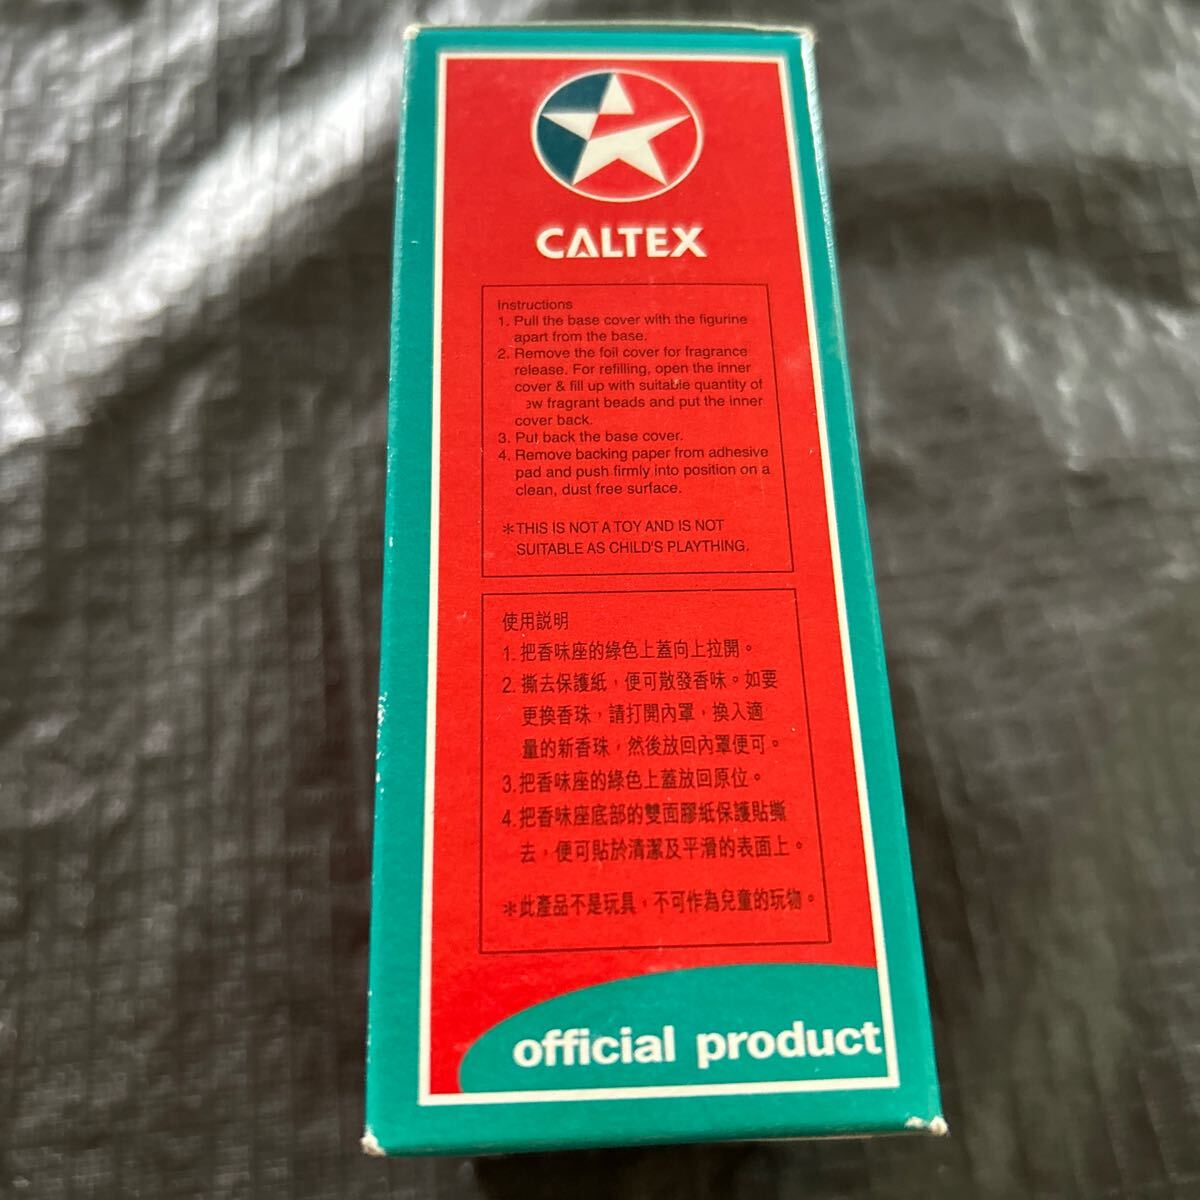 CALTEX
Instructions
1. Pull the base cover with the figurine
apart from the base.
2. Remove the foil cover for fragrance
release. For refilling, open the inner
cover & fill up with suitable quantity of
ew fragrant beads and put the inner
cover back.
3. Put back the base cover.
4. Remove backing paper from adhesive
pad and push firmly into position on a
clean, dust free surface.
*THIS IS NOT A TOY AND IS NOT
SUITABLE AS CHILD'S PLAYTHING.
使用説明
1. 把香味座的綠色上蓋向上拉開。
2. 撕去保護紙，便可散發香味。如要
更換香珠，請打開內罩，換入適
量的新香珠，然後放回內罩便可。
3. 把香味座的綠色上蓋放回原位。
4. 把香味座底部的雙面膠紙保護貼撕
去，便可貼於清潔及平滑的表面上。
*此產品不是玩具，不可作為兒童的玩物。
official product